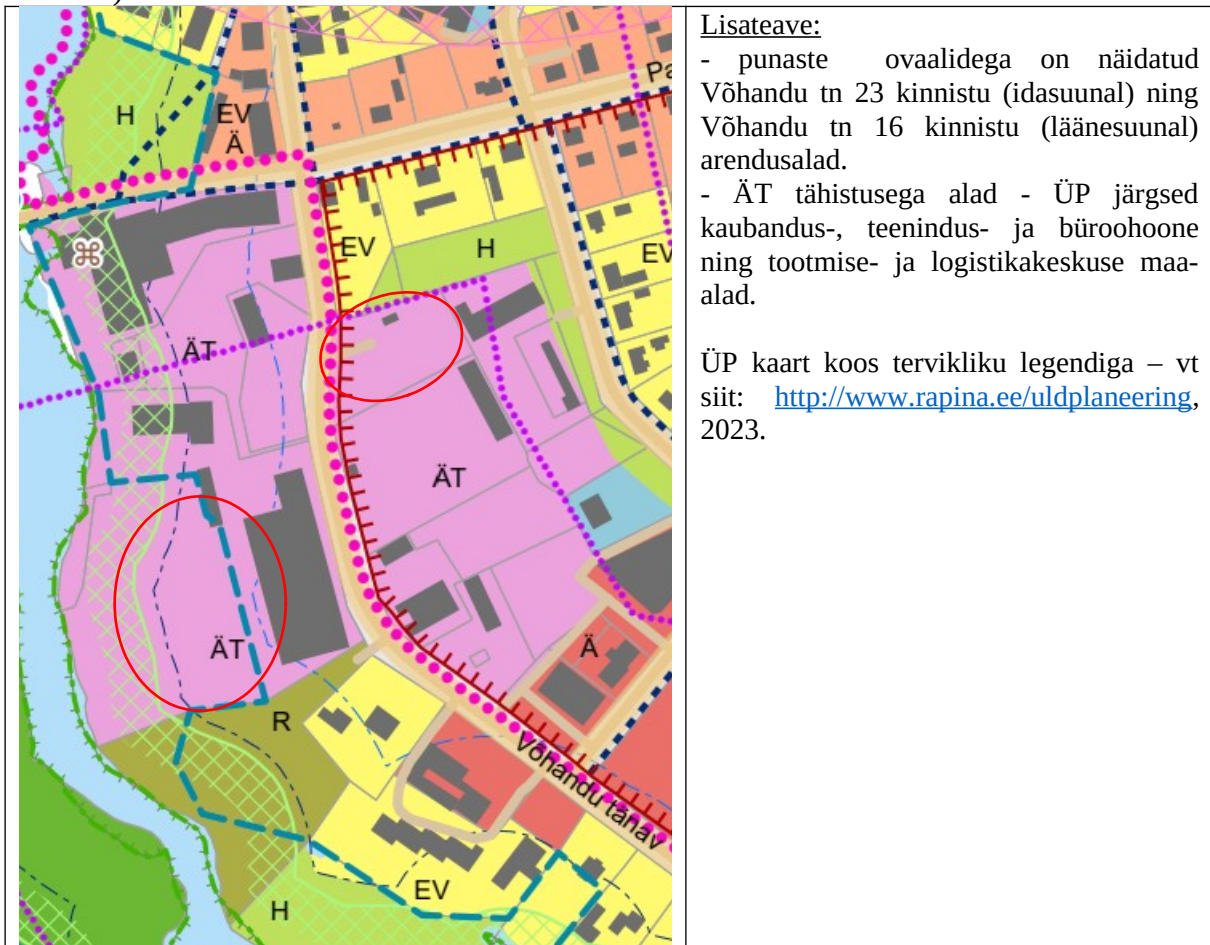 H
EV
Ä
Pa
EV
H
EV
ÄT
ÄT
ÄT
Ä
R
Võhandu tänav
EV
H
Lisateave:
- punaste ovaalidega on näidatud
Võhandu tn 23 kinnistu (idasuunal) ning
Võhandu tn 16 kinnistu (läänesuunal)
arendusalad.
- ÄT tähistusega alad - ÜP järgsed
kaubandus-, teenindus- ja büroohoone
ning tootmise- ja logistikakeskuse maa-
alad.
ÜP kaart koos tervikliku legendiga – vt
siit: http://www.rapina.ee/uldplaneering,
2023.